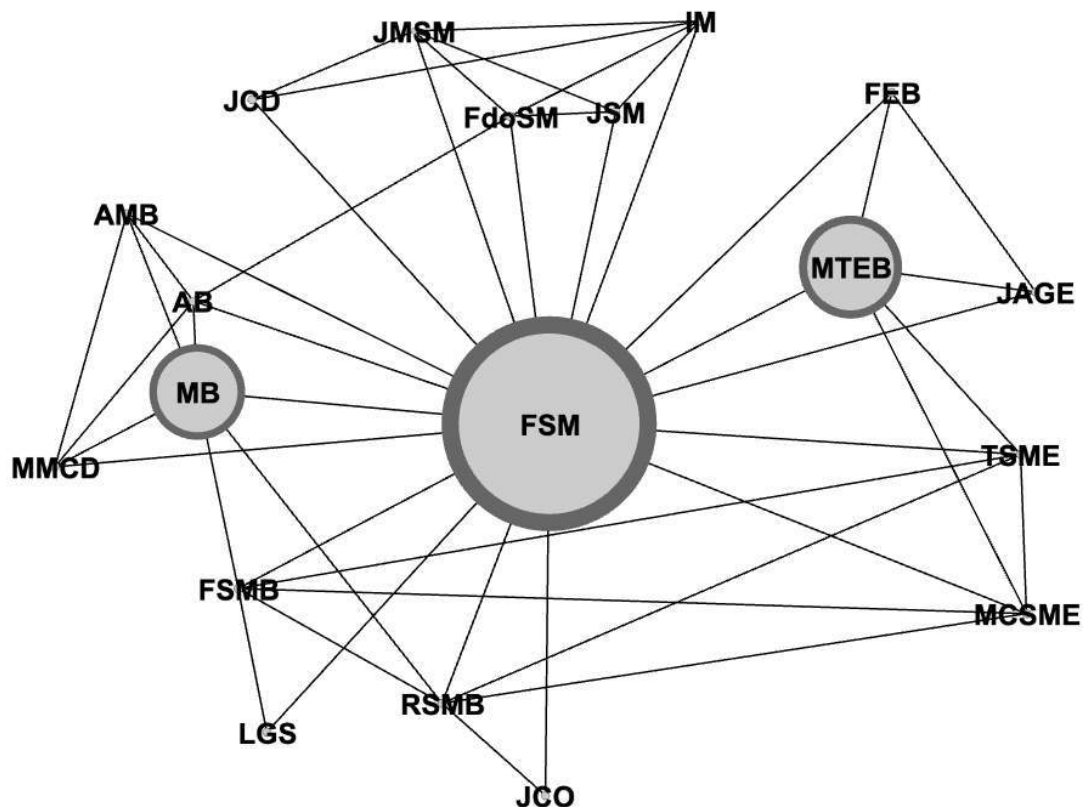 IM
JMSM
FEB
JCD
JSM
FdoSM
AMB
MTEB
JAGE
AB
MB
FSM
TSME
MMCD
FSMB
MCSME
RSMB
LGS
JCO